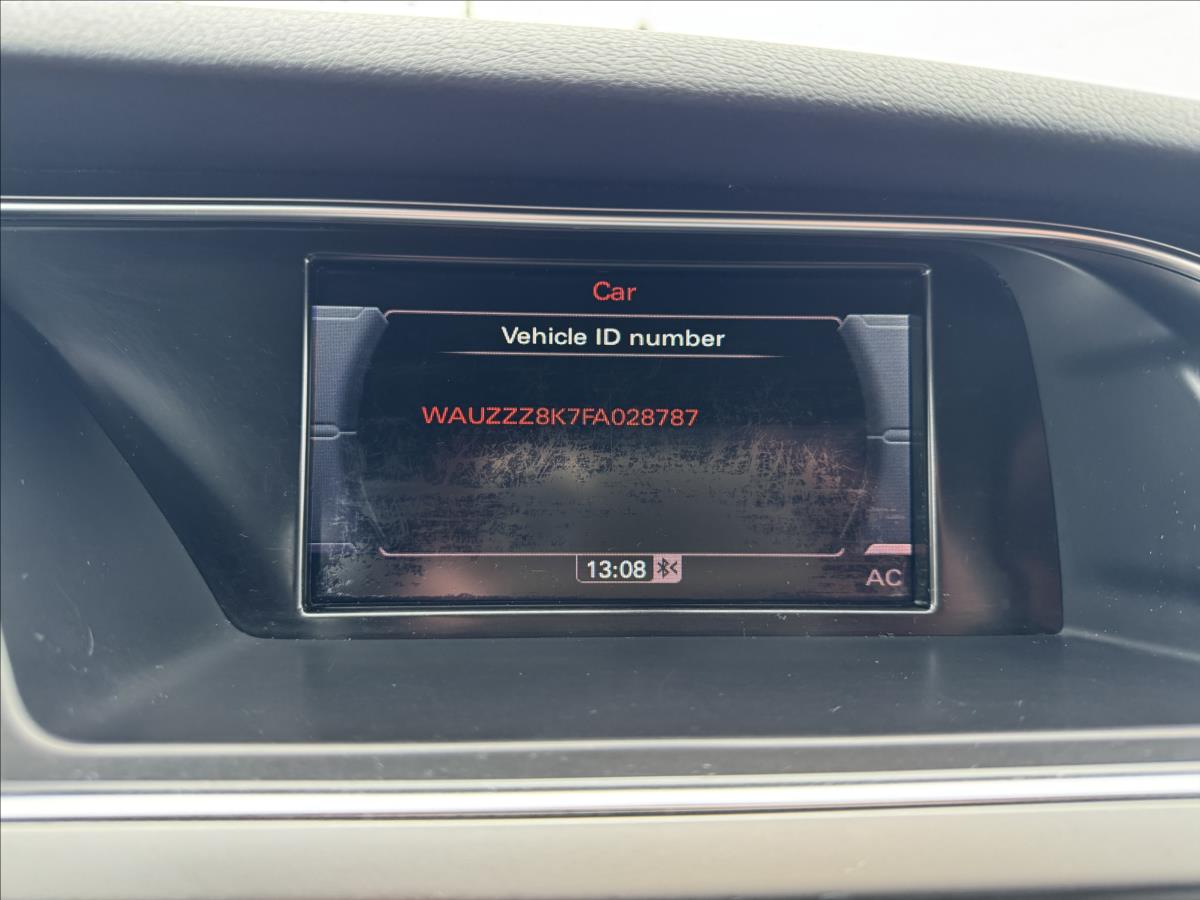 Car
Vehicle ID number
WAUZZZ8K7FA028787
13:08
AC